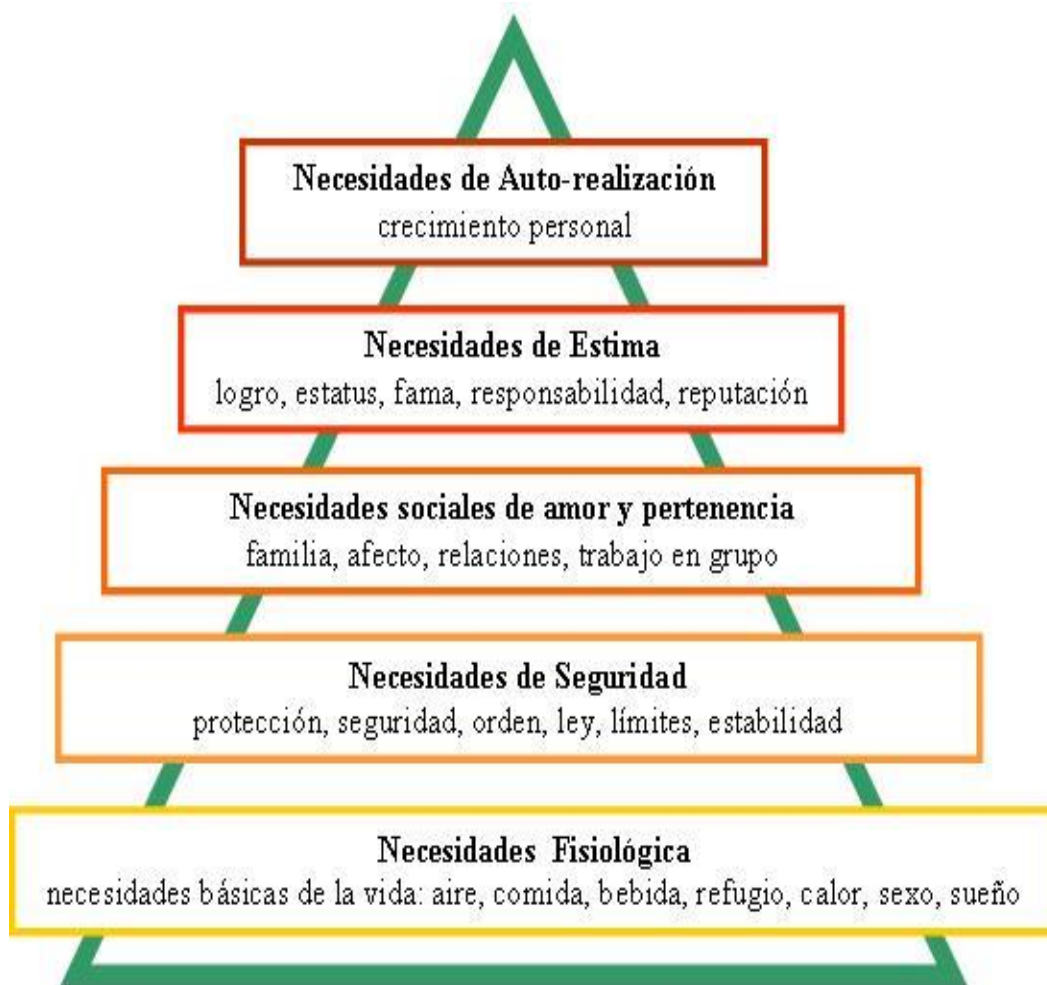 Necesidades de Auto-realización
crecimiento personal
Necesidades de Estima
logro, estatus, fama, responsabilidad, reputación
Necesidades sociales de amor y pertenencia
familia, afecto, relaciones, trabajo en grupo
Necesidades de Seguridad
protección, seguridad, orden, ley, límites, estabilidad
Necesidades Fisiológica
necesidades básicas de la vida: aire, comida, bebida, refugio, calor, sexo, sueño